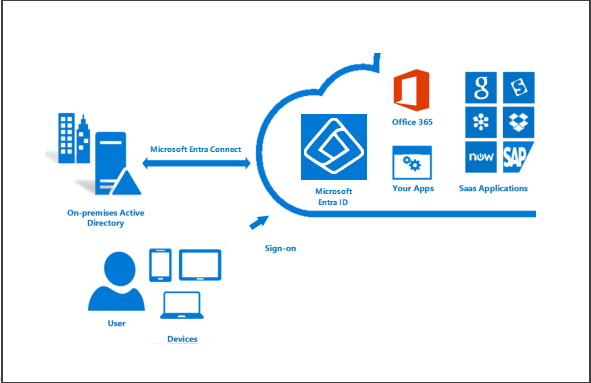 Microsoft Entra Connect
On-premises Active
Directory
Microsoft
Entra ID
Office 365
Your Apps
g
now
SAP
Saas Applications
Sign-on
User
Devices